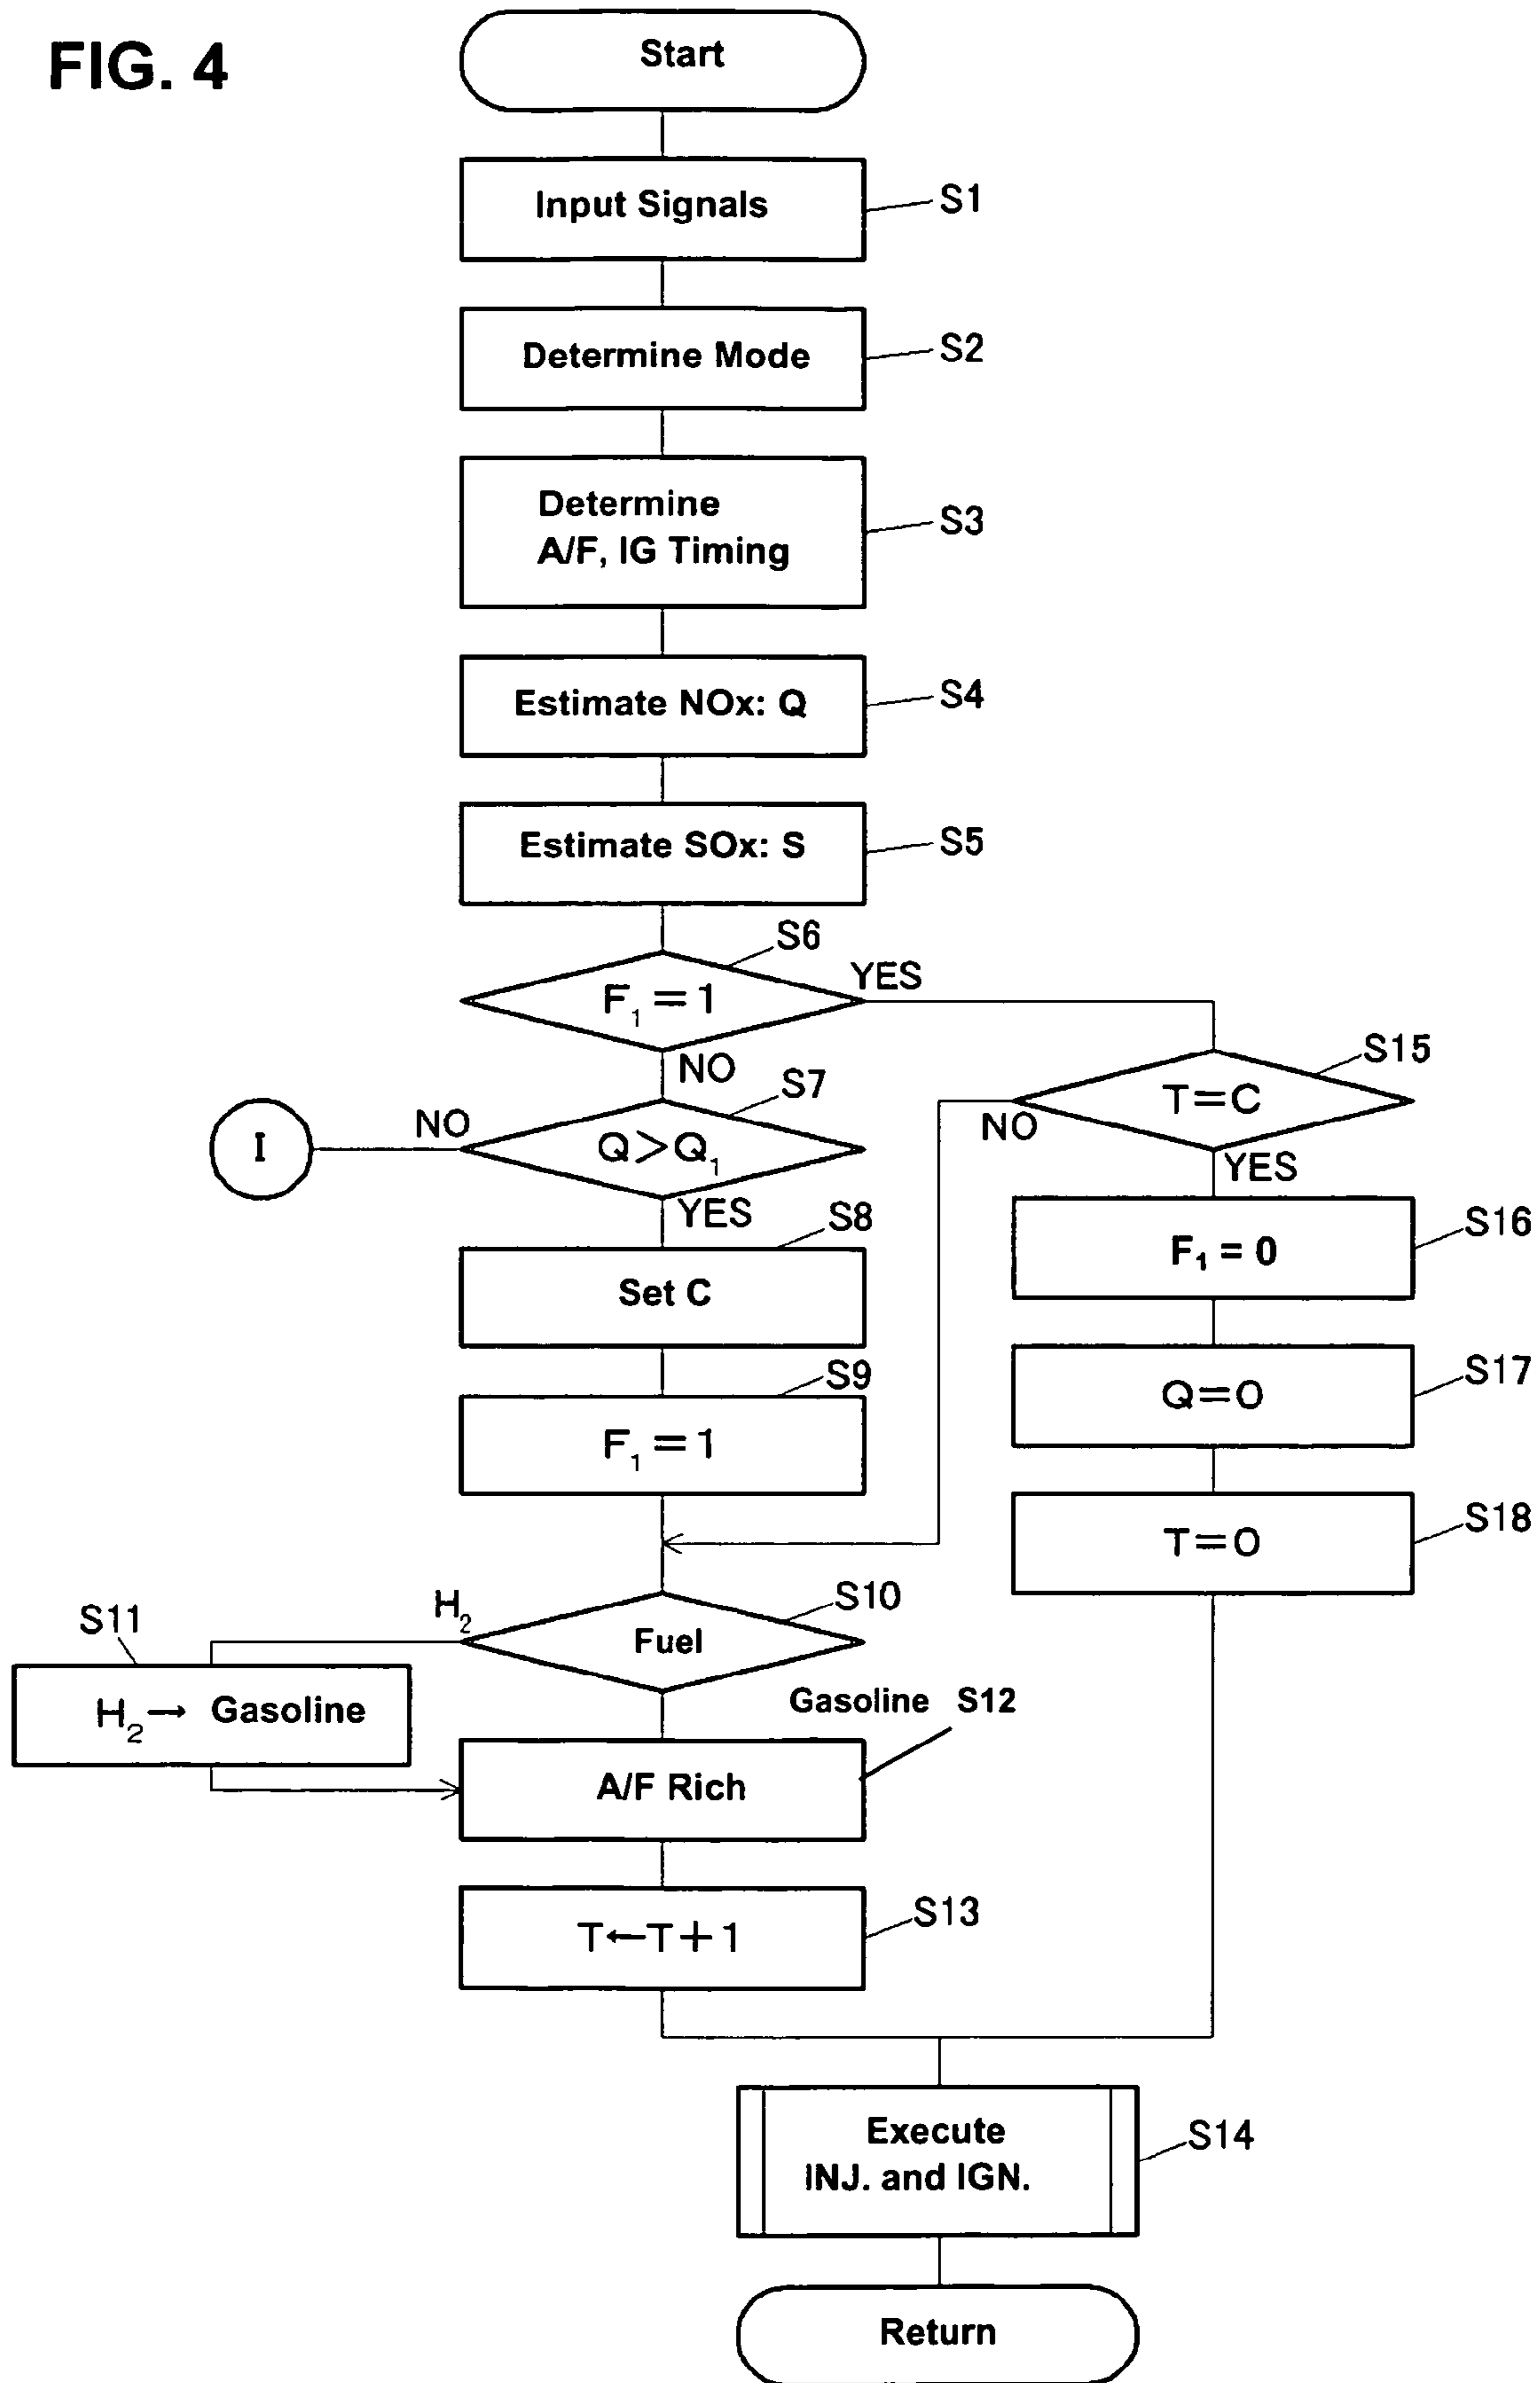 FIG. 4
Start
Input Signals
S1
Determine Mode
S2
Determine
A/F, IG Timing
S3
Estimate NOx: Q
S4
Estimate SOx: S
S5
S6
F₁ = 1
YES
NO
S15
T=C
NO
YES
S7
Q>Q₁
NO
I
YES
S8
Set C
S16
F₁ = 0
S9
F₁ = 1
S17
Q=0
S18
T=0
S10
Fuel
H₂
S11
H₂→ Gasoline
Gasoline S12
A/F Rich
S13
T←T+1
Execute
INJ. and IGN.
S14
Return